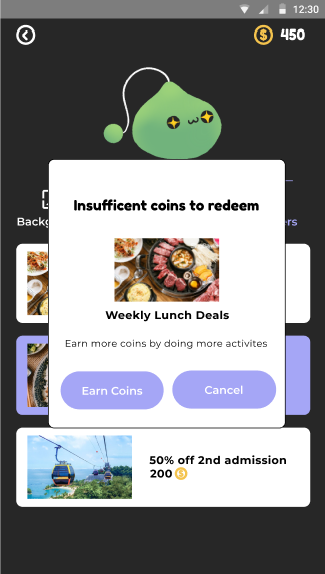 12:30
450
Backg
ers
Insufficent coins to redeem
Weekly Lunch Deals
Earn more coins by doing more activites
Earn Coins
Cancel
50% off 2nd admission
200